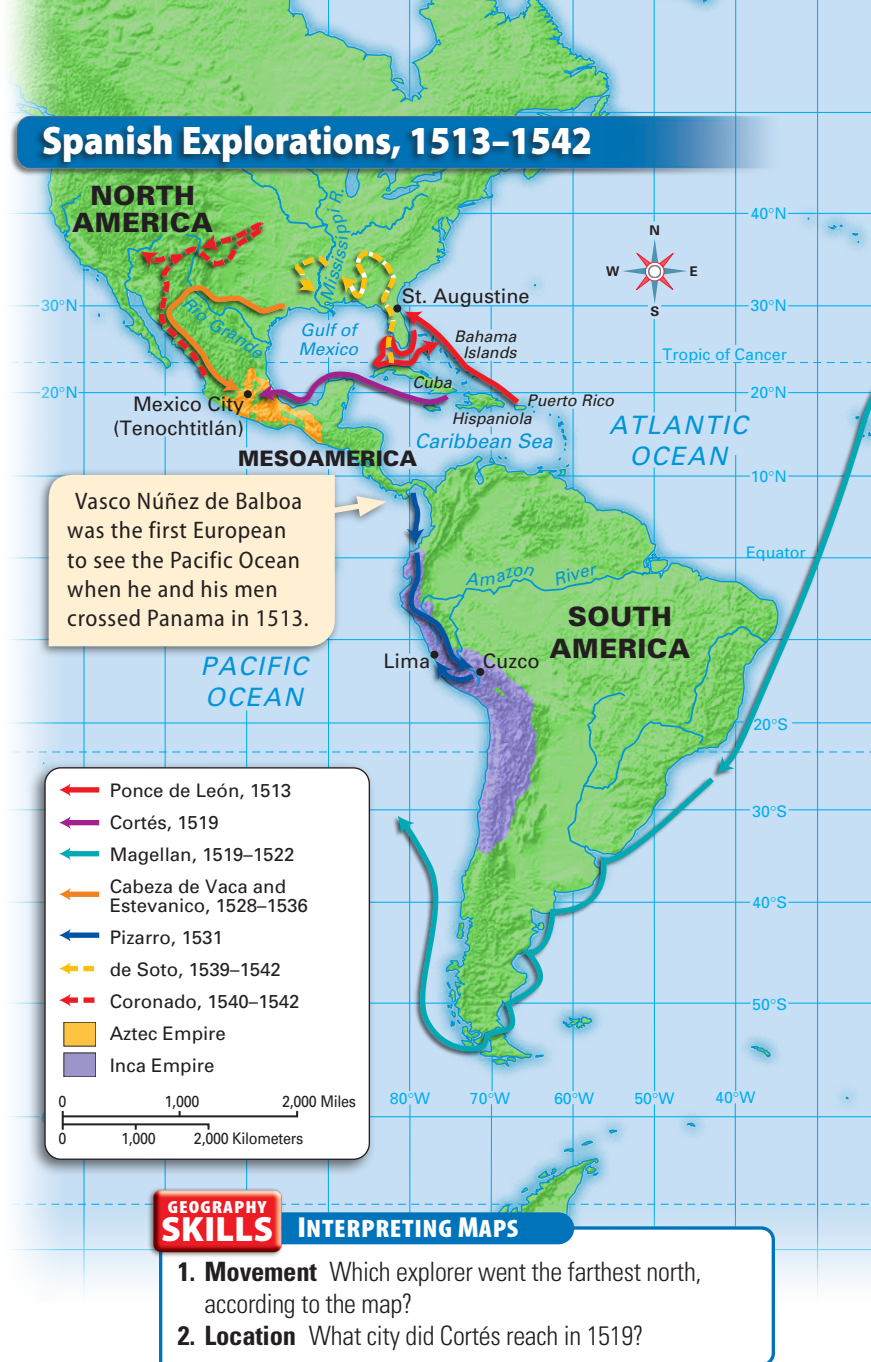 Spanish Explorations, 1513–1542
NORTH
AMERICA
Mississippi R.
40°N
N
W
E
S
30°N
30°N
St. Augustine
Rio Grande
Gulf of
Mexico
Bahama
Islands
Tropic of Cancer
20°N
20°N
Cuba
Puerto Rico
Mexico City
(Tenochtitlán)
Hispaniola
Caribbean Sea
ATLANTIC
OCEAN
MESOAMERICA
10°N
Vasco Núñez de Balboa
was the first European
to see the Pacific Ocean
when he and his men
crossed Panama in 1513.
Equator
Amazon River
SOUTH
AMERICA
Lima
Cuzco
PACIFIC
OCEAN
20°S
30°S
40°S
50°S
Ponce de León, 1513
Cortés, 1519
Magellan, 1519–1522
Cabeza de Vaca and
Estevanico, 1528–1536
Pizarro, 1531
de Soto, 1539–1542
Coronado, 1540–1542
Aztec Empire
Inca Empire
0 1,000 2,000 Miles
0 1,000 2,000 Kilometers
80°W 70°W 60°W 50°W 40°W
GEOGRAPHY
SKILLS
INTERPRETING MAPS
1. Movement Which explorer went the farthest north,
according to the map?
2. Location What city did Cortés reach in 1519?